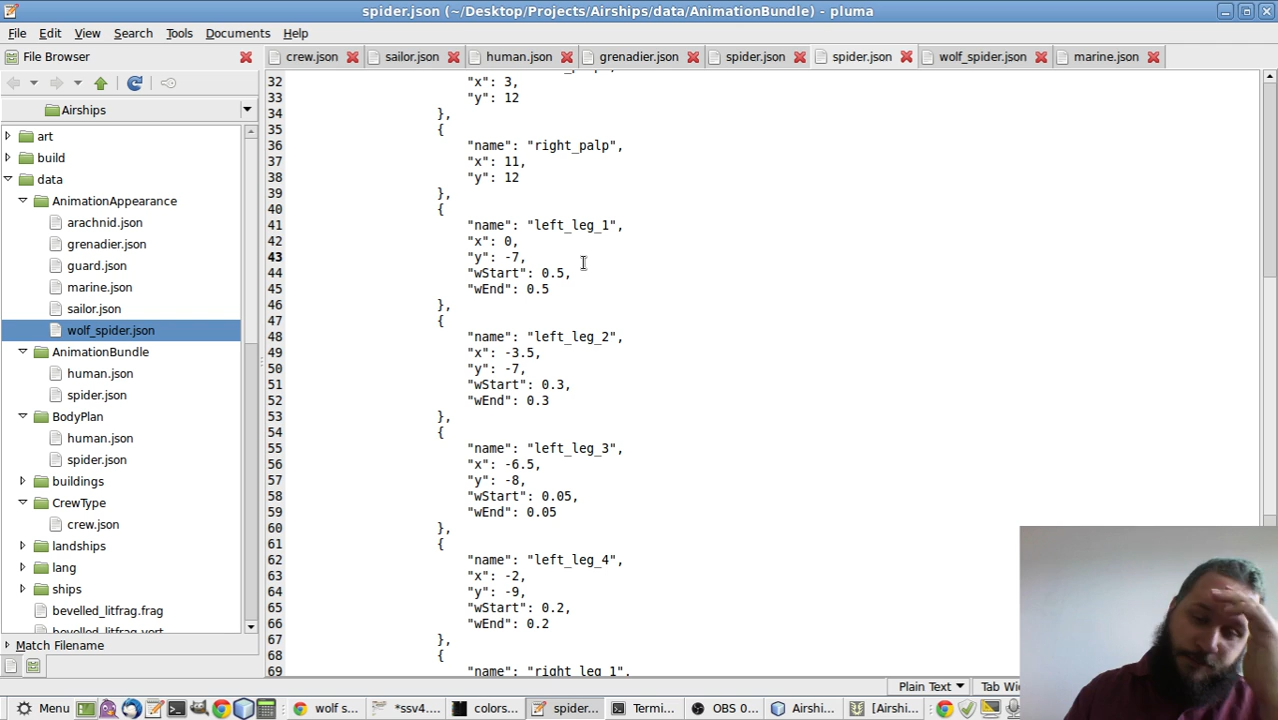 spider.json (~/Desktop/Projects/Airships/data/AnimationBundle) - pluma
File Edit View Search Tools Documents Help
File Browser
crew.json sailor.json human.json grenadier.json spider.json spider.json wolf_spider.json marine.json
Airships
art
build
data
AnimationAppearance
arachnid.json
grenadier.json
guard.json
marine.json
sailor.json
wolf_spider.json
AnimationBundle
human.json
spider.json
BodyPlan
human.json
spider.json
buildings
CrewType
crew.json
landships
lang
ships
bevelled_litfrag.frag
bevelled_litfrag.vert
Match Filename
32 "x": 3,
33 "y": 12
34 },
35 {
36 "name": "right_palp",
37 "x": 11,
38 "y": 12
39 },
40 {
41 "name": "left_leg_1",
42 "x": 0,
43 "y": -7,
44 "wStart": 0.5,
45 "wEnd": 0.5
46 },
47 {
48 "name": "left_leg_2",
49 "x": -3.5,
50 "y": -7,
51 "wStart": 0.3,
52 "wEnd": 0.3
53 },
54 {
55 "name": "left_leg_3",
56 "x": -6.5,
57 "y": -8,
58 "wStart": 0.05,
59 "wEnd": 0.05
60 },
61 {
62 "name": "left_leg_4",
63 "x": -2,
64 "y": -9,
65 "wStart": 0.2,
66 "wEnd": 0.2
67 },
68 {
69 "name": "right_leg_1",
Plain Text Tab Wi
Menu wolf s... *ssv4.... colors... spider... Termi... OBS 0... Airshi... [Airshi...